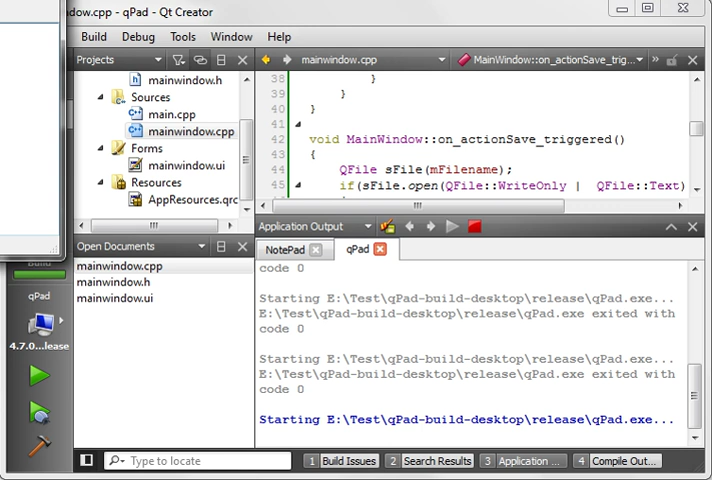 dow.cpp - qPad - Qt Creator
Build Debug Tools Window Help
Projects
mainwindow.h
Sources
main.cpp
mainwindow.cpp
Forms
mainwindow.ui
Resources
AppResources.qrc
mainwindow.cpp
MainWindow::on_actionSave_trig...
38 }
39 }
40 }
41
42 void MainWindow::on_actionSave_triggered()
43 {
44 QFile sFile(mFilename);
45 if(sFile.open(QFile::WriteOnly | QFile::Text)
Open Documents
mainwindow.cpp
mainwindow.h
mainwindow.ui
Application Output
NotePad
qPad
code 0
Starting E:\Test\qPad-build-desktop\release\qPad.exe...
E:\Test\qPad-build-desktop\release\qPad.exe exited with
code 0
Starting E:\Test\qPad-build-desktop\release\qPad.exe...
E:\Test\qPad-build-desktop\release\qPad.exe exited with
code 0
Starting E:\Test\qPad-build-desktop\release\qPad.exe...
Build
qPad
4.7.0...lease
Type to locate
1 Build Issues 2 Search Results 3 Application ... 4 Compile Out...